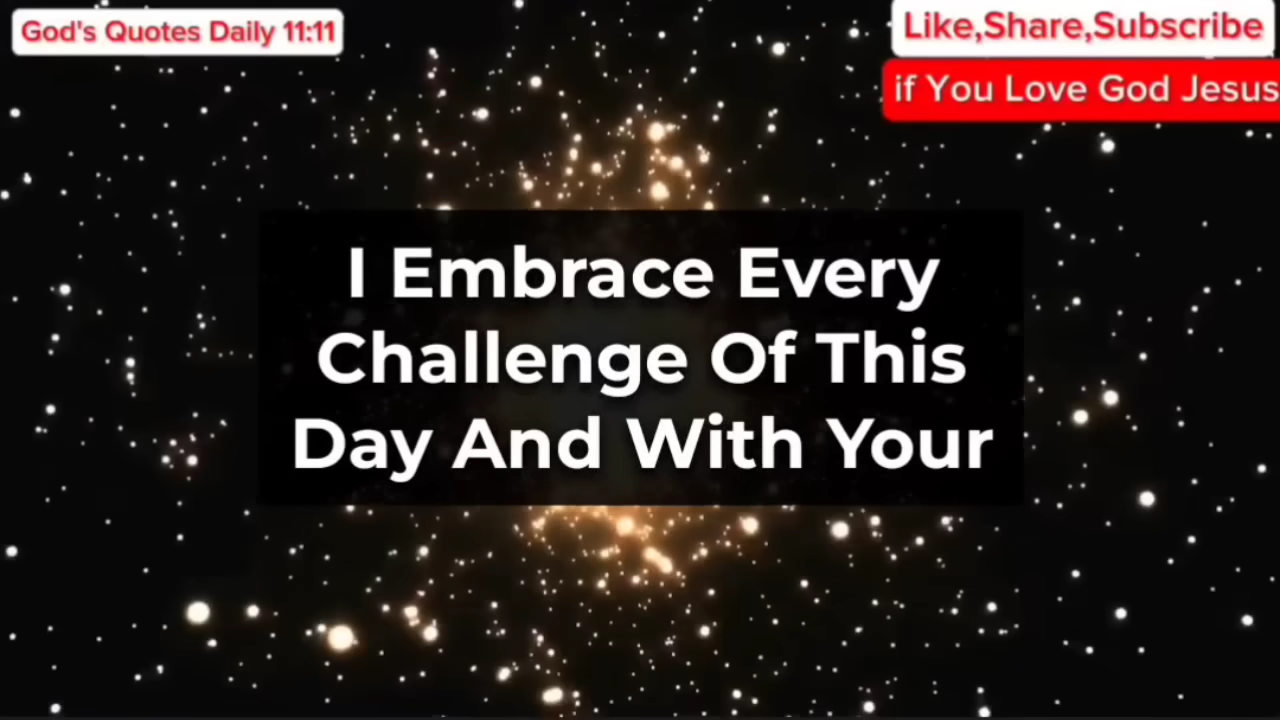 God's Quotes Daily 11:11
Like,Share,Subscribe
if You Love God Jesus
I Embrace Every
Challenge Of This
Day And With Your